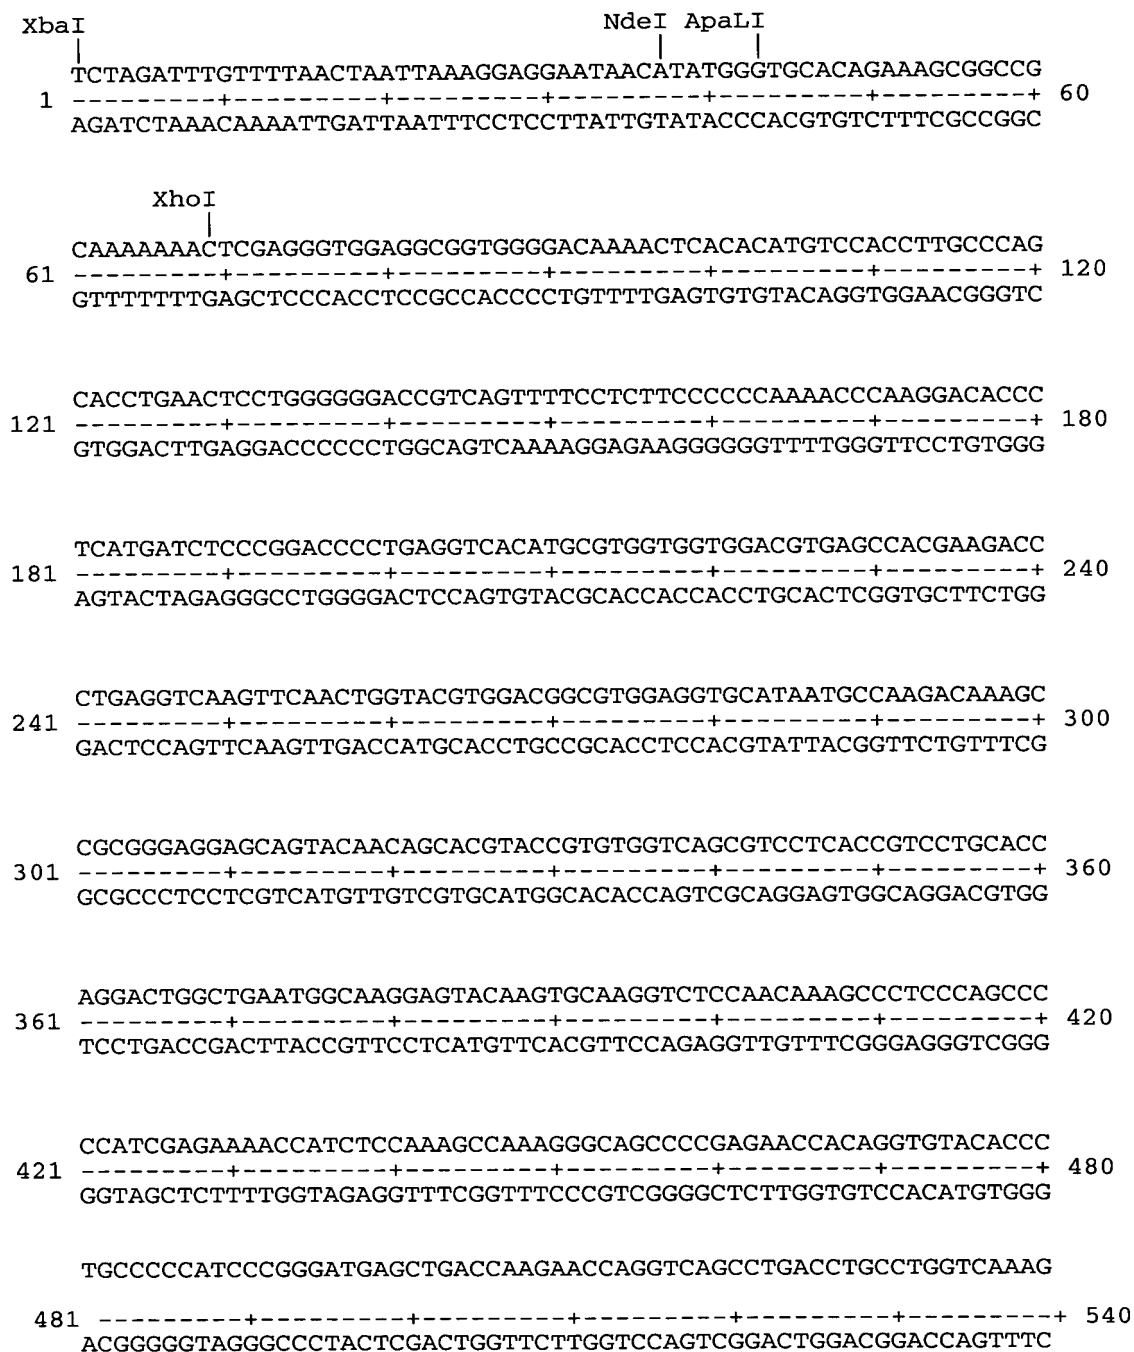 XbaI NdeI ApaLI
TCTAGATTTGTTTTAACTAATTAAAGGAGGAATAACATATGGGTGCACAGAAAGCGGCCG
1 ---------+---------+---------+---------+---------+---------+ 60
AGATCTAAACAAAATTGATTAATTTCCTCCTTATTGTATACCCACGTGTCTTTCGCCGGC
XhoI
CAAAAAAACTCGAGGGTGGAGGCGGTGGGGACAAAACTCACACATGTCCACCTTGCCCAG
61 ---------+---------+---------+---------+---------+---------+ 120
GTTTTTTTGAGCTCCCACCTCCGCCACCCCTGTTTTGAGTGTGTACAGGTGGAACGGGTC
CACCTGAACTCCTGGGGGGACCGTCAGTTTTCCTCTTCCCCCCAAAACCCAAGGACACCC
121 ---------+---------+---------+---------+---------+---------+ 180
GTGGACTTGAGGACCCCCCTGGCAGTCAAAAGGAGAAGGGGGGTTTTGGGTTCCTGTGGG
TCATGATCTCCCGGACCCCTGAGGTCACATGCGTGGTGGTGGACGTGAGCCACGAAGACC
181 ---------+---------+---------+---------+---------+---------+ 240
AGTACTAGAGGGCCTGGGGACTCCAGTGTACGCACCACCACCTGCACTCGGTGCTTCTGG
CTGAGGTCAAGTTCAACTGGTACGTGGACGGCGTGGAGGTGCATAATGCCAAGACAAAGC
241 ---------+---------+---------+---------+---------+---------+ 300
GACTCCAGTTCAAGTTGACCATGCACCTGCCGCACCTCCACGTATTACGGTTCTGTTTCG
CGCGGGAGGAGCAGTACAACAGCACGTACCGTGTGGTCAGCGTCCTCACCGTCCTGCACC
301 ---------+---------+---------+---------+---------+---------+ 360
GCGCCCTCCTCGTCATGTTGTCGTGCATGGCACACCAGTCGCAGGAGTGGCAGGACGTGG
AGGACTGGCTGAATGGCAAGGAGTACAAGTGCAAGGTCTCCAACAAAGCCCTCCCAGCCC
361 ---------+---------+---------+---------+---------+---------+ 420
TCCTGACCGACTTACCGTTCCTCATGTTCACGTTCCAGAGGTTGTTTCGGGAGGGTCGGG
CCATCGAGAAAACCATCTCCAAAGCCAAAGGGCAGCCCCGAGAACCACAGGTGTACACCC
421 ---------+---------+---------+---------+---------+---------+ 480
GGTAGCTCTTTTGGTAGAGGTTTCGGTTTCCCGTCGGGGCTCTTGGTGTCCACATGTGGG
TGCCCCCATCCCGGGATGAGCTGACCAAGAACCAGGTCAGCCTGACCTGCCTGGTCAAAG
481 ---------+---------+---------+---------+---------+---------+ 540
ACGGGGGTAGGGCCCTACTCGACTGGTTCTTGGTCCAGTCGGACTGGACGGACCAGTTTC